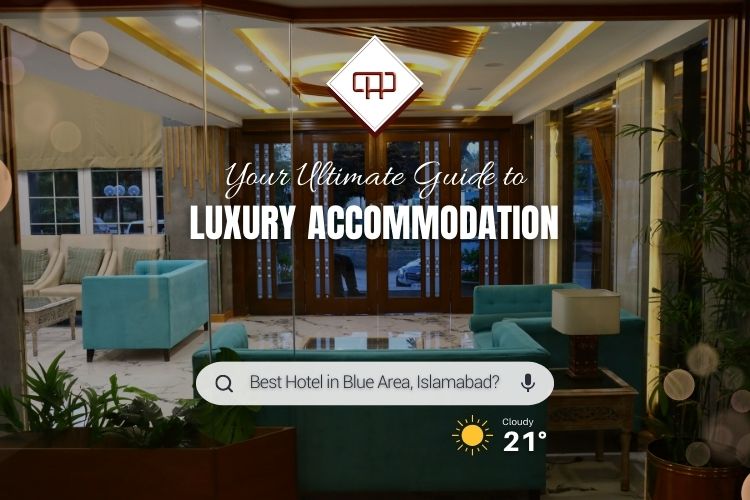 Your Ultimate Guide to
LUXURY ACCOMMODATION
Best Hotel in Blue Area, Islamabad?
Cloudy
21°